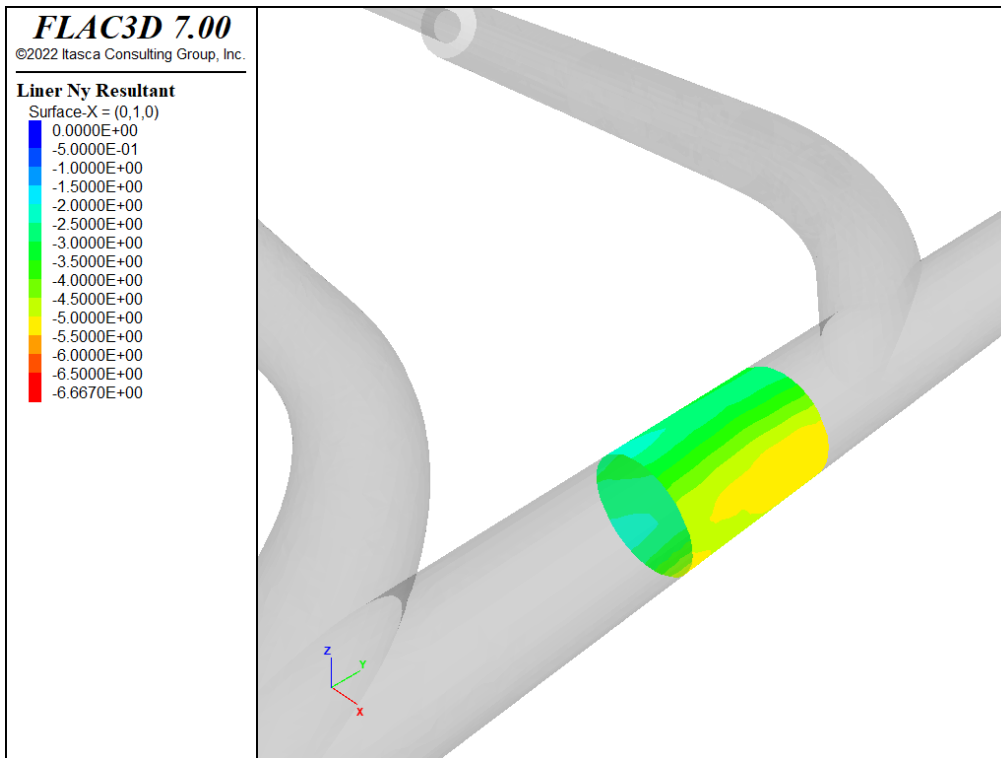 FLAC3D 7.00
©2022 Itasca Consulting Group, Inc.
Liner Ny Resultant
Surface-X = (0,1,0)
0.0000E+00
-5.0000E-01
-1.0000E+00
-1.5000E+00
-2.0000E+00
-2.5000E+00
-3.0000E+00
-3.5000E+00
-4.0000E+00
-4.5000E+00
-5.0000E+00
-5.5000E+00
-6.0000E+00
-6.5000E+00
-6.6670E+00
Z
Y
X